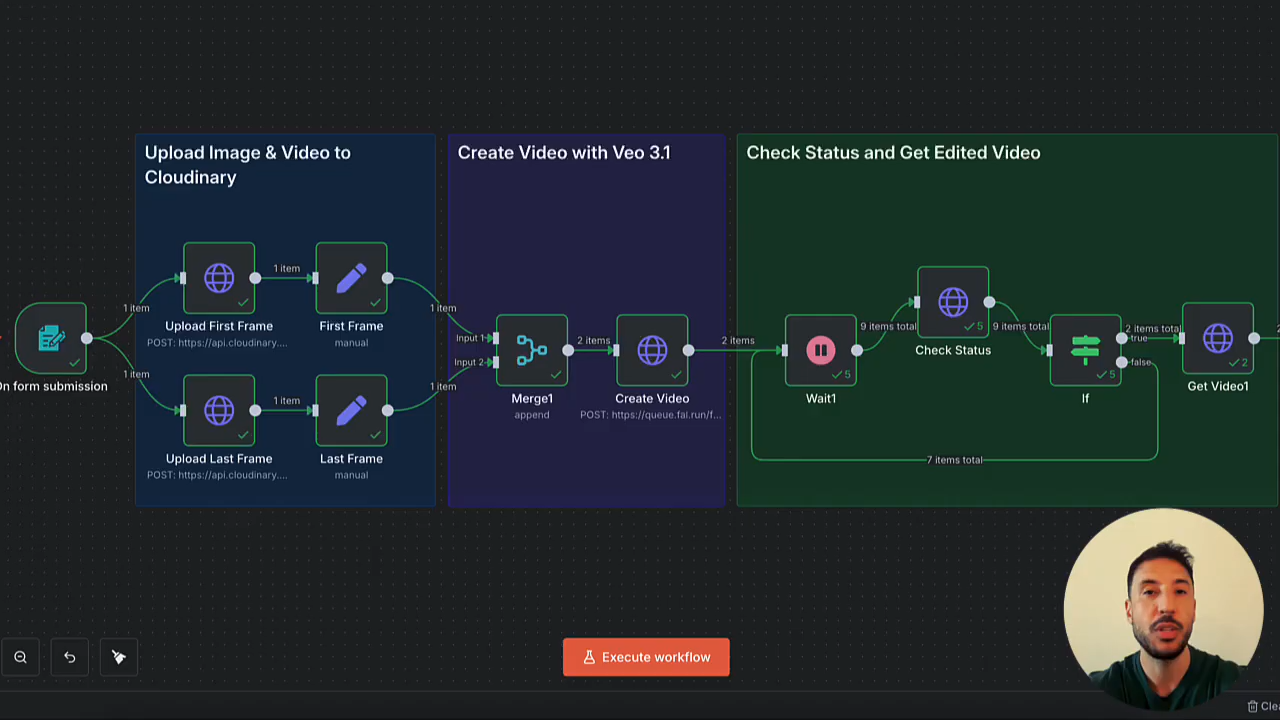 Upload Image & Video to
Cloudinary
Create Video with Veo 3.1
Check Status and Get Edited Video
1 item
1 item
1 item
1 item
1 item
1 item
On form submission
Upload First Frame
POST: https://api.cloudinary....
First Frame
manual
Upload Last Frame
POST: https://api.cloudinary....
Last Frame
manual
Input 1
Input 2
Merge1
append
2 items
Create Video
POST: https://queue.fal.run/f...
2 items
Wait1
5
9 items total
Check Status
5
9 items total
If
5
true
false
2 items total
Get Video1
2
7 items total
Execute workflow